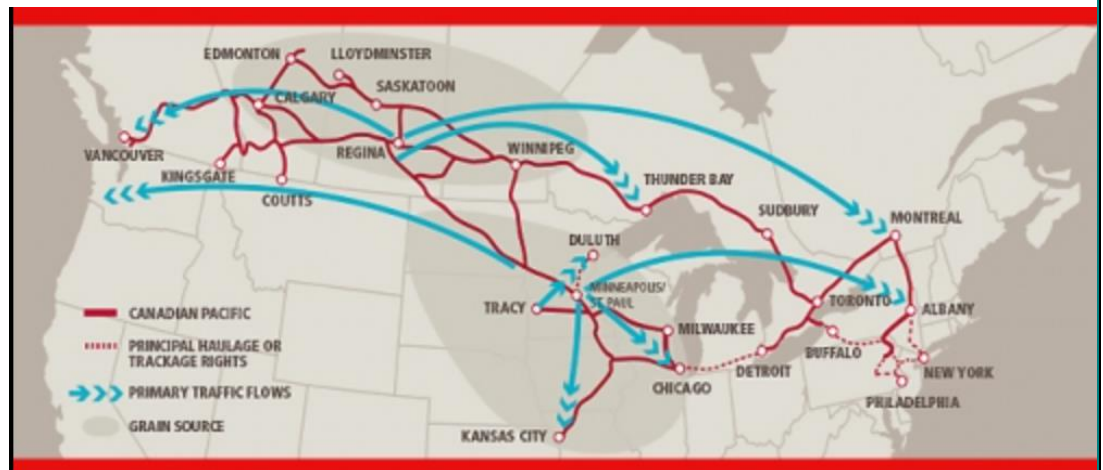 EDMONTON
LLOYDMINSTER
SASKATOON
CALGARY
VANCOUVER
REGINA
WINNIPEG
KINGSGATE
COUTTS
THUNDER BAY
SUDBURY
MONTREAL
DULUTH
MINNEAPOLIS/
ST. PAUL
TRACY
TORONTO
ALBANY
MILWAUKEE
BUFFALO
CHICAGO
DETROIT
NEW YORK
PHILADELPHIA
KANSAS CITY
CANADIAN PACIFIC
PRINCIPAL HAULAGE OR
TRACKAGE RIGHTS
PRIMARY TRAFFIC FLOWS
GRAIN SOURCE